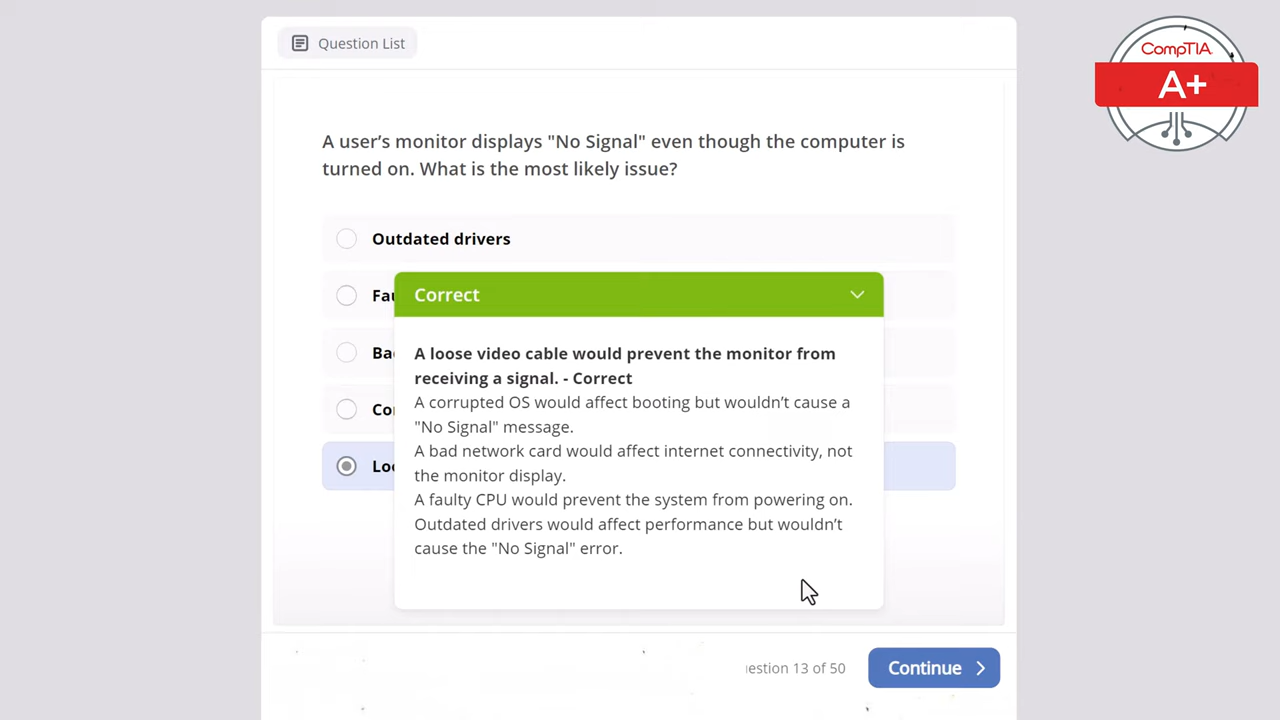 Question List
CompTIA
A+
A user's monitor displays "No Signal" even though the computer is
turned on. What is the most likely issue?
Outdated drivers
Correct
A loose video cable would prevent the monitor from
receiving a signal. - Correct
A corrupted OS would affect booting but wouldn't cause a
"No Signal" message.
A bad network card would affect internet connectivity, not
the monitor display.
A faulty CPU would prevent the system from powering on.
Outdated drivers would affect performance but wouldn't
cause the "No Signal" error.
estion 13 of 50
Continue